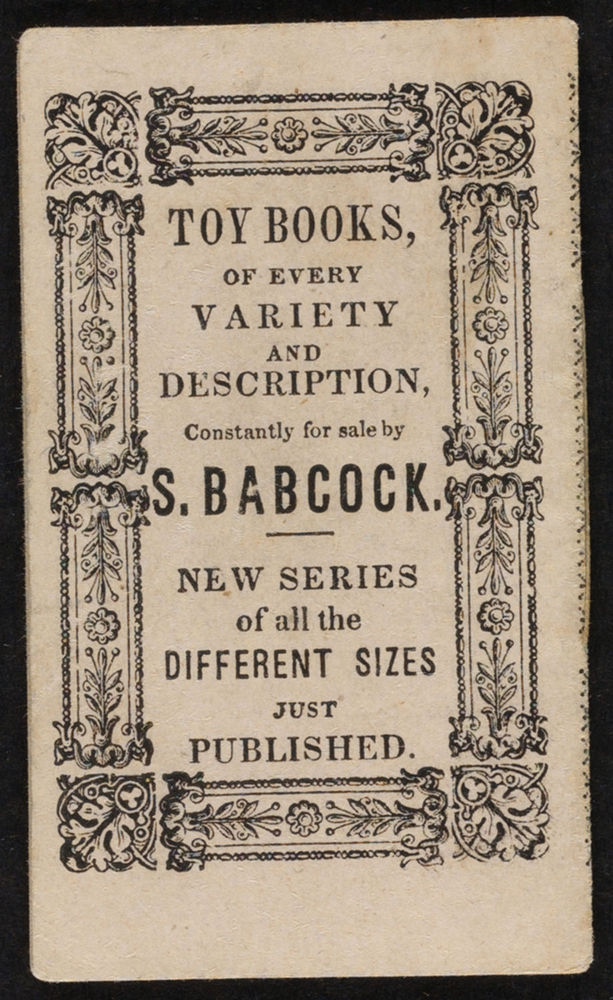 TOY BOOKS,
OF EVERY
VARIETY
AND
DESCRIPTION,
Constantly for sale by
S. BABCOCK.
NEW SERIES
of all the
DIFFERENT SIZES
JUST
PUBLISHED.